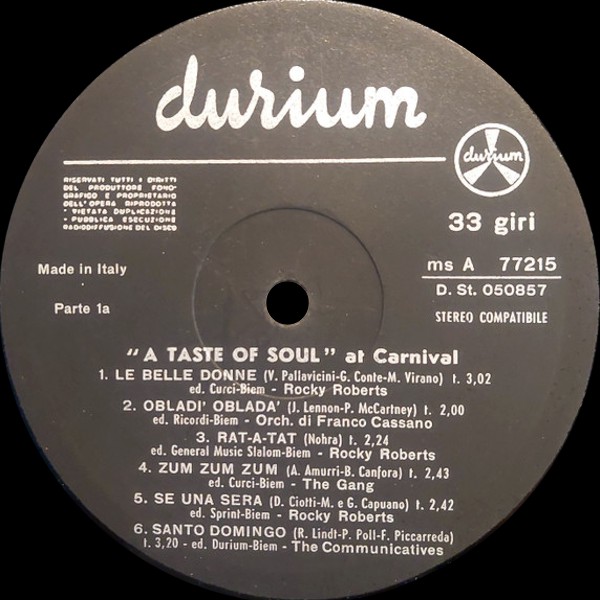 durium
durium
RISERVATI TUTTI I DIRITTI
DEL PRODUTTORE FONO-
GRAFICO E PROPRIETARIO
DELL'OPERA RIPRODOTTA
- VIETATA DUPLICAZIONE
- PUBBLICA ESECUZIONE
RADIODIFFUSIONE DEL DISCO
33 giri
Made in Italy
ms A 77215
D. St. 050857
Parte 1a
STEREO COMPATIBILE
"A TASTE OF SOUL" at Carnival
1. LE BELLE DONNE (V. Pallavicini-G. Conte-M. Virano) t. 3,02
ed. Curci-Biem - Rocky Roberts
2. OBLADI' OBLADA' (J. Lennon-P. McCartney) t. 2,00
ed. Ricordi-Biem - Orch. di Franco Cassano
3. RAT-A-TAT (Nohra) t. 2,24
ed. General Music Slalom-Biem - Rocky Roberts
4. ZUM ZUM ZUM (A. Amurri-B. Canfora) t. 2,43
ed. Curci-Biem - The Gang
5. SE UNA SERA (D. Ciotti-M. e G. Capuano) t. 2,42
ed. Sprint-Biem - Rocky Roberts
6. SANTO DOMINGO (R. Lindt-P. Poll-F. Piccarreda)
t. 3,20 - ed. Durium-Biem - The Communicatives